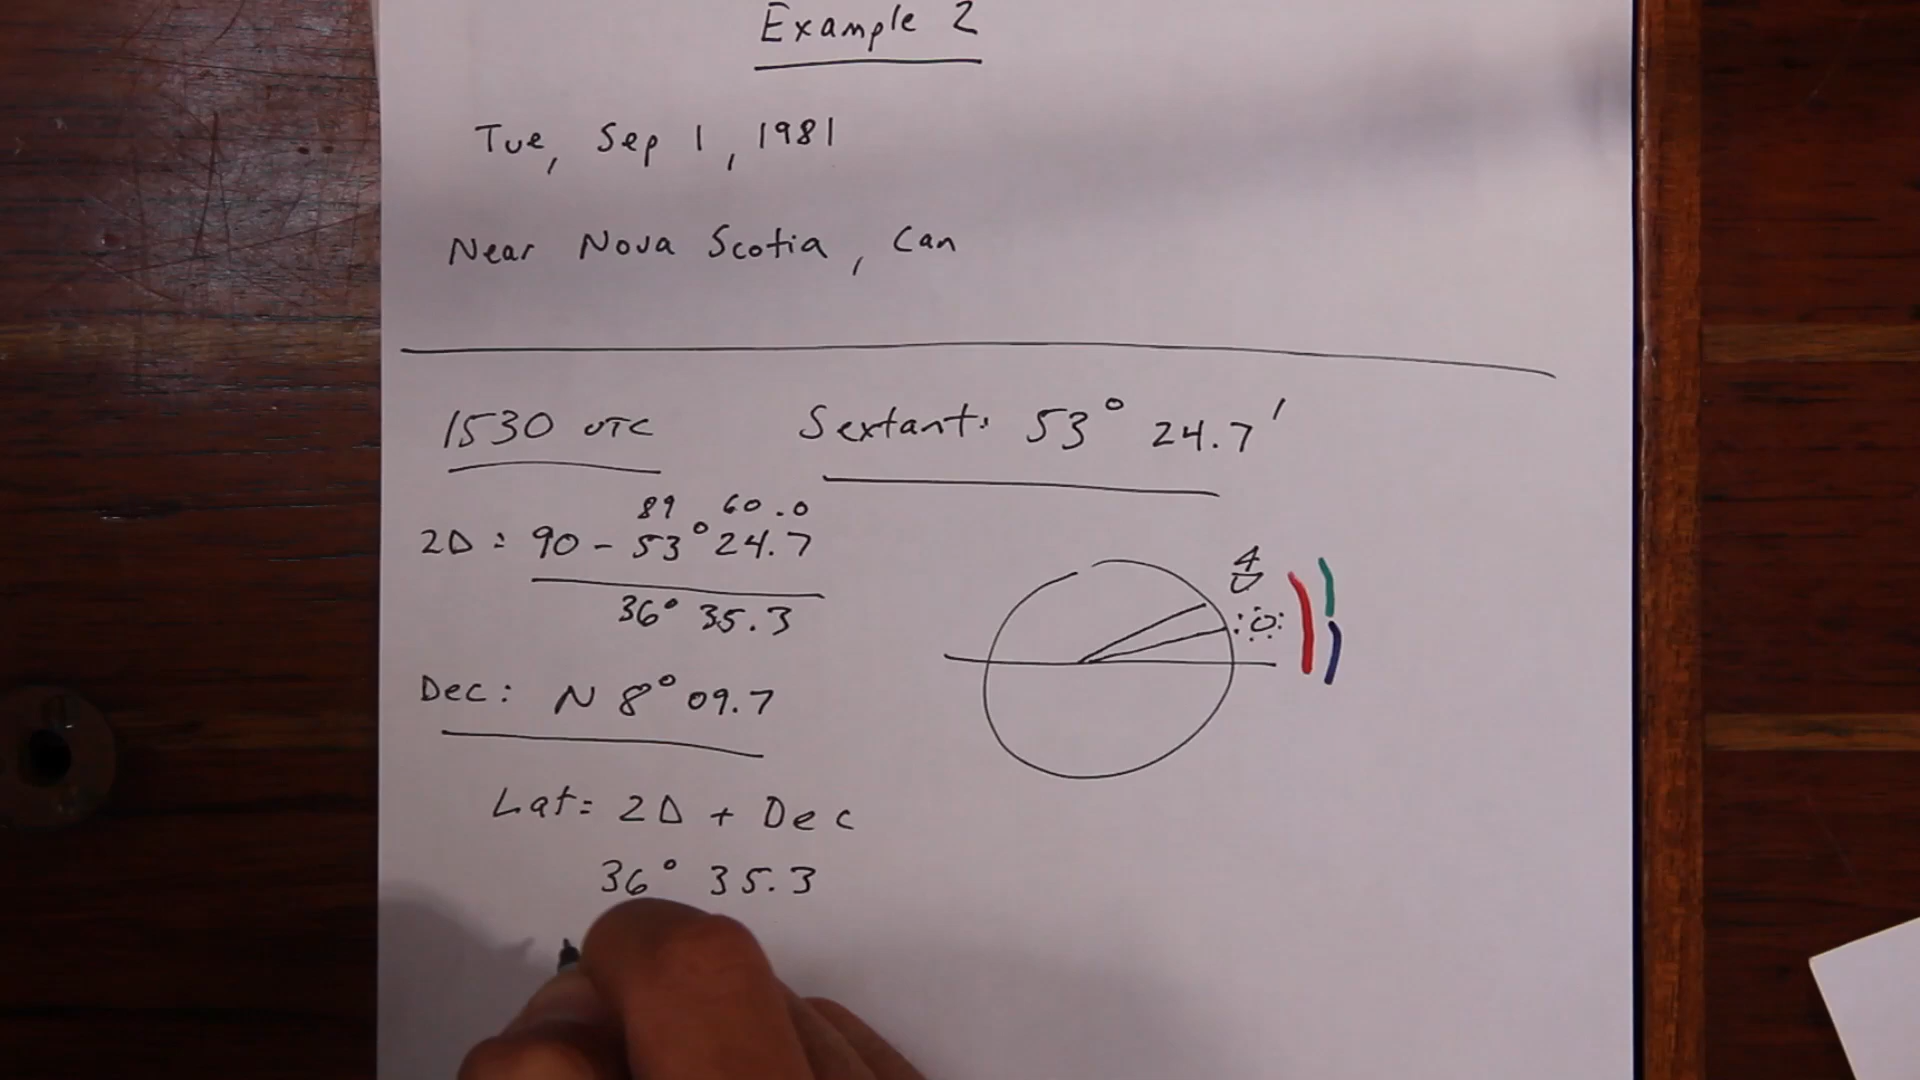 Example 2
Tue, Sep 1, 1981
Near Nova Scotia, Can
1530 UTC
Sextant: 53° 24.7'
89 60.0
ZD: 90 - 53° 24.7
36° 35.3
Dec: N 8° 09.7
Lat = ZD + Dec
36° 35.3